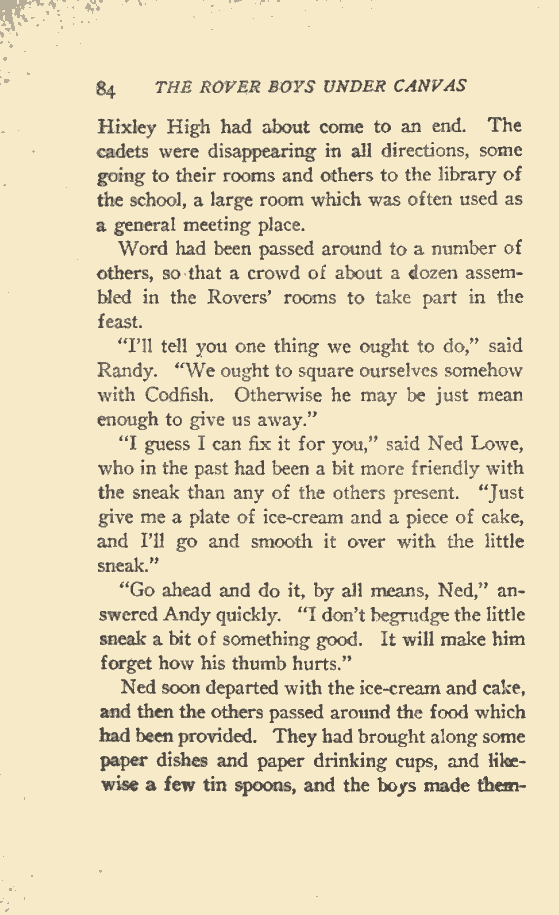 84 THE ROVER BOYS UNDER CANVAS
Hixley High had about come to an end. The
cadets were disappearing in all directions, some
going to their rooms and others to the library of
the school, a large room which was often used as
a general meeting place.
Word had been passed around to a number of
others, so that a crowd of about a dozen assem-
bled in the Rovers' rooms to take part in the
feast.
"I'll tell you one thing we ought to do," said
Randy. "We ought to square ourselves somehow
with Codfish. Otherwise he may be just mean
enough to give us away."
"I guess I can fix it for you," said Ned Lowe,
who in the past had been a bit more friendly with
the sneak than any of the others present. "Just
give me a plate of ice-cream and a piece of cake,
and I'll go and smooth it over with the little
sneak."
"Go ahead and do it, by all means, Ned," an-
swered Andy quickly. "I don't begrudge the little
sneak a bit of something good. It will make him
forget how his thumb hurts."
Ned soon departed with the ice-cream and cake,
and then the others passed around the food which
had been provided. They had brought along some
paper dishes and paper drinking cups, and like-
wise a few tin spoons, and the boys made them-